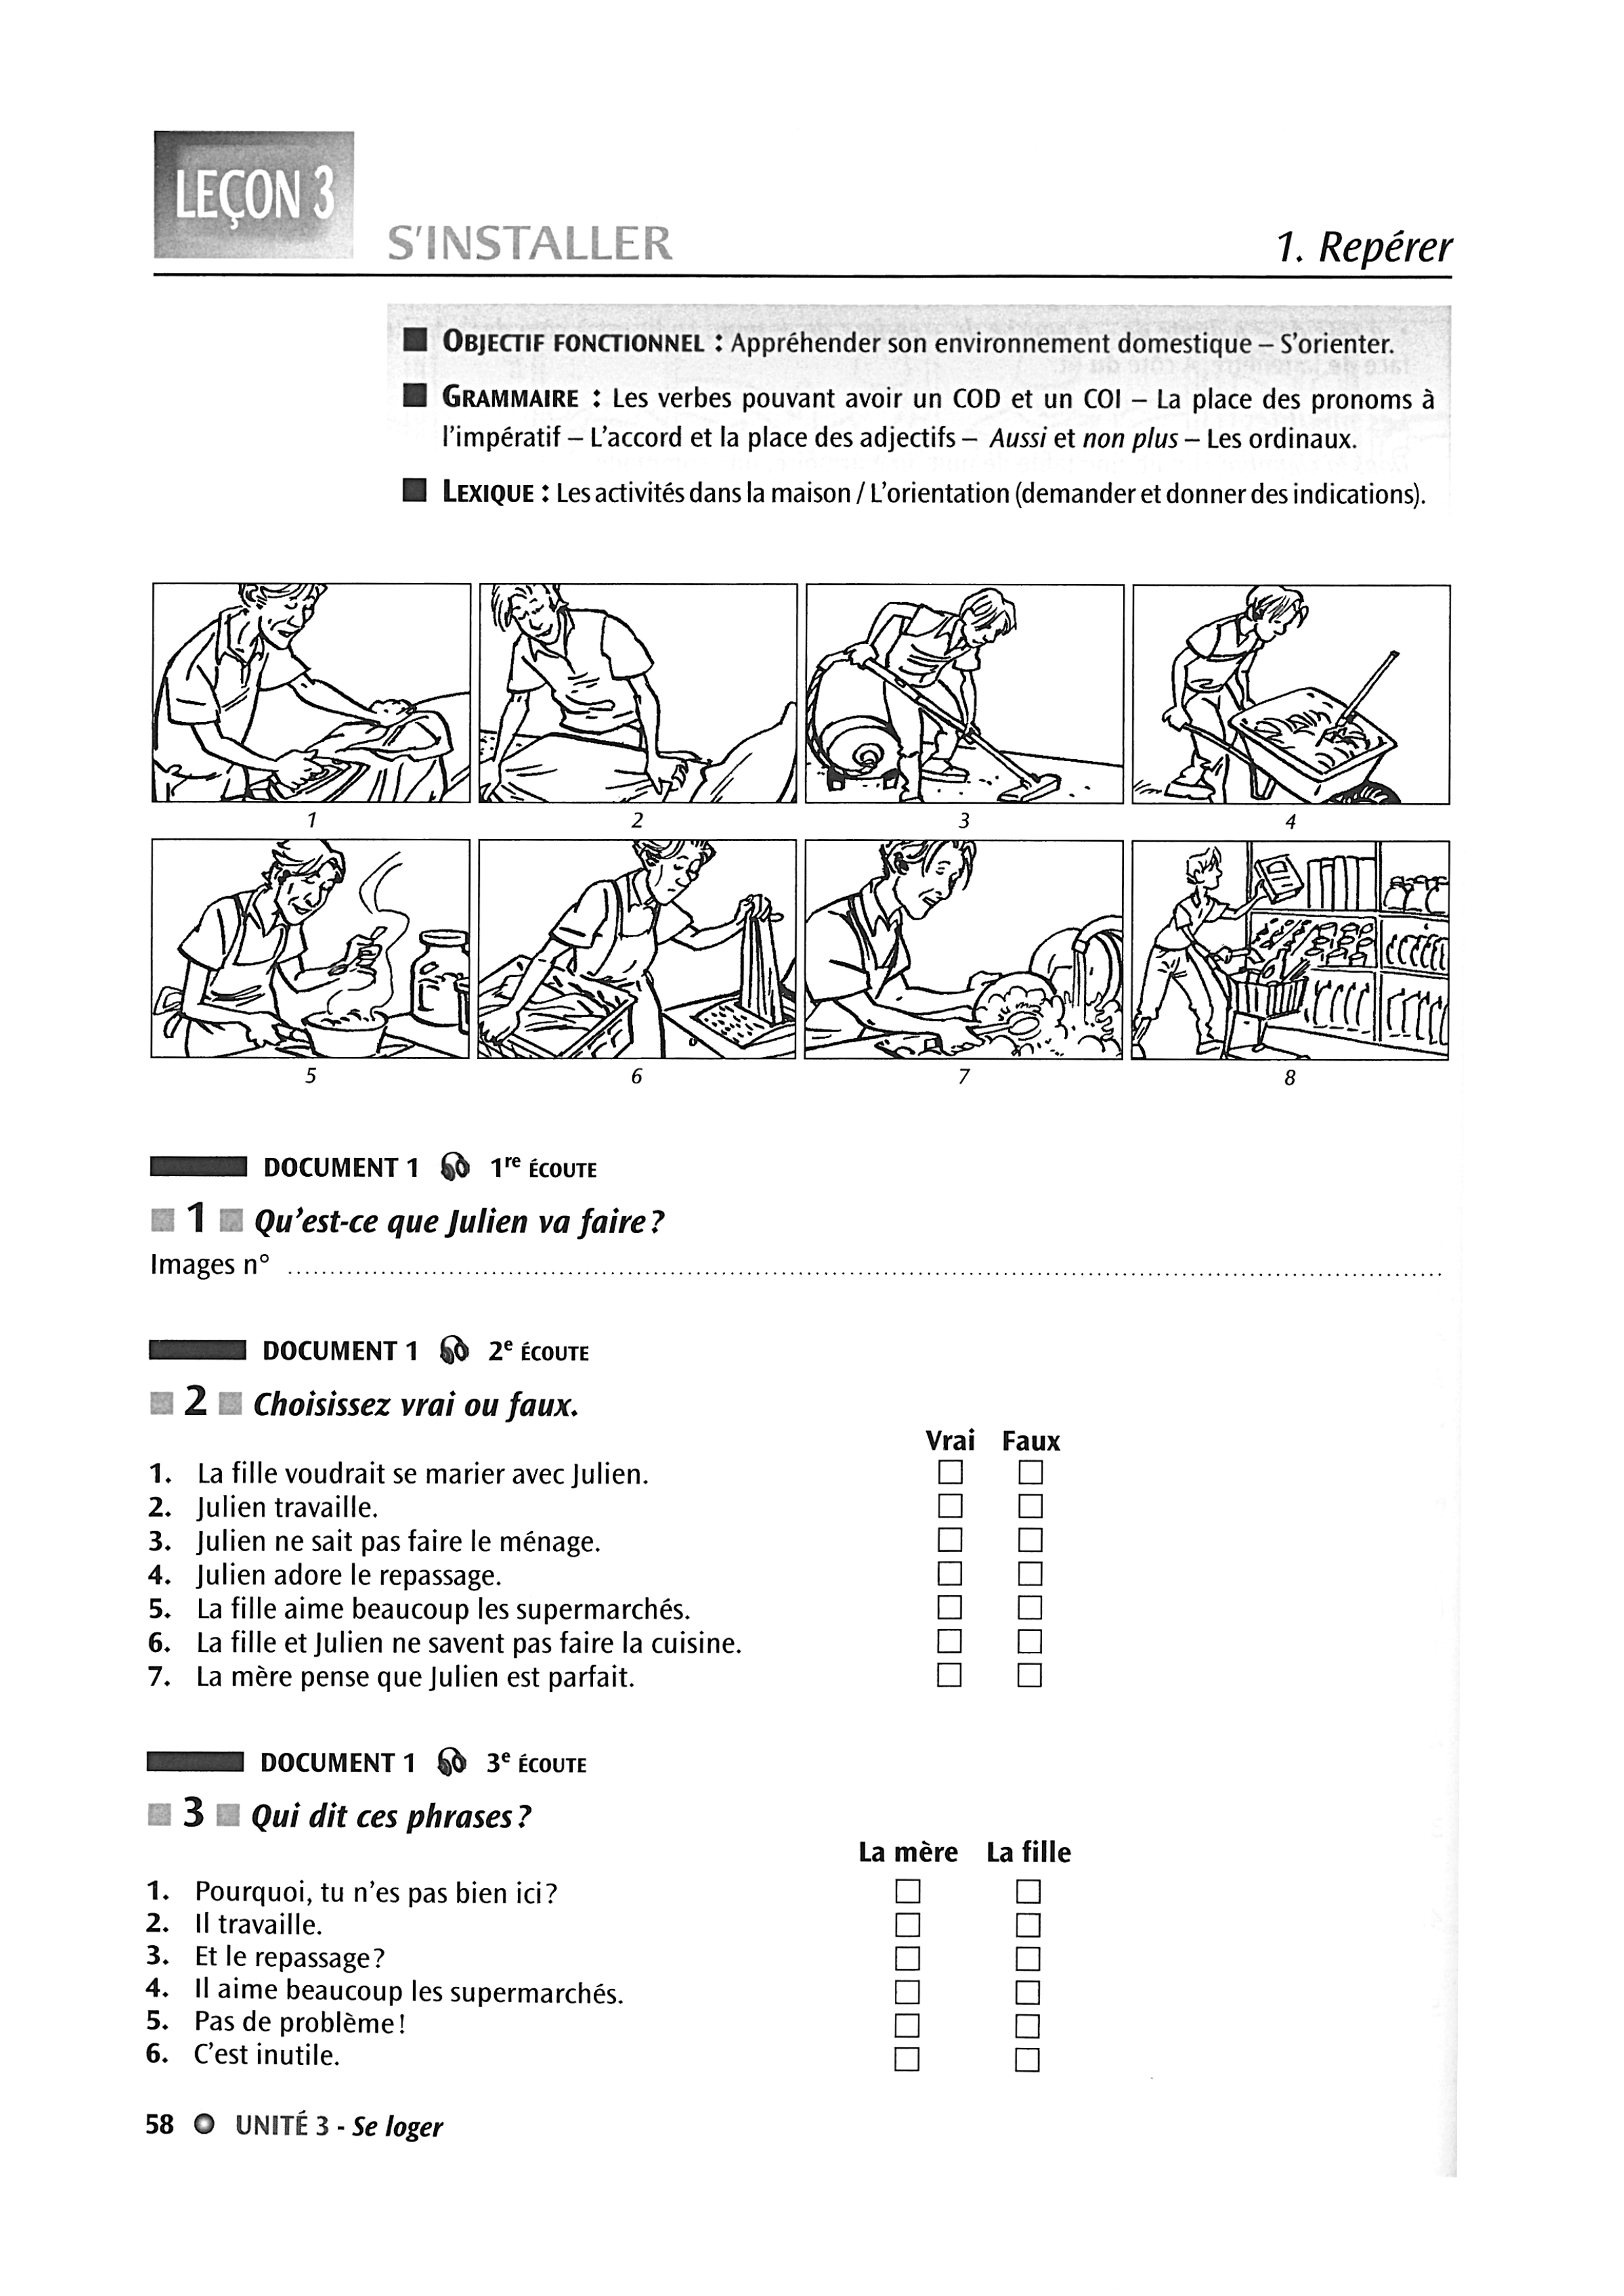 LEÇON 3
S'INSTALLER
1. Repérer
■ OBJECTIF FONCTIONNEL : Appréhender son environnement domestique – S'orienter.
■ GRAMMAIRE : Les verbes pouvant avoir un COD et un COI – La place des pronoms à
l'impératif – L'accord et la place des adjectifs – Aussi et non plus – Les ordinaux.
■ LEXIQUE : Les activités dans la maison / L'orientation (demander et donner des indications).
1 2 3 4
5 6 7 8
DOCUMENT 1 1re ÉCOUTE
1 Qu'est-ce que Julien va faire ?
Images n° ........................................................................
DOCUMENT 1 2e ÉCOUTE
2 Choisissez vrai ou faux.
Vrai Faux
1. La fille voudrait se marier avec Julien. □ □
2. Julien travaille. □ □
3. Julien ne sait pas faire le ménage. □ □
4. Julien adore le repassage. □ □
5. La fille aime beaucoup les supermarchés. □ □
6. La fille et Julien ne savent pas faire la cuisine. □ □
7. La mère pense que Julien est parfait. □ □
DOCUMENT 1 3e ÉCOUTE
3 Qui dit ces phrases ?
La mère La fille
1. Pourquoi, tu n'es pas bien ici ? □ □
2. Il travaille. □ □
3. Et le repassage ? □ □
4. Il aime beaucoup les supermarchés. □ □
5. Pas de problème ! □ □
6. C'est inutile. □ □
58 UNITÉ 3 - Se loger